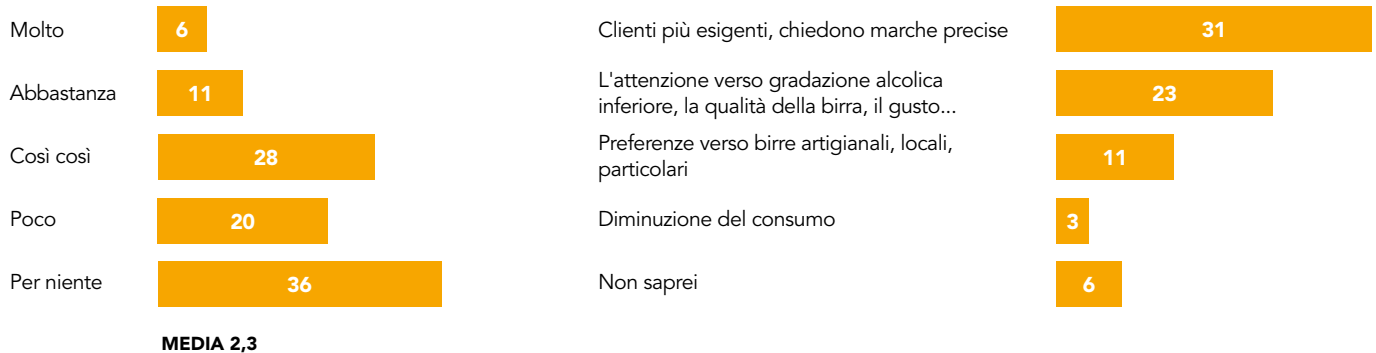 Molto 6
Abbastanza 11
Così così 28
Poco 20
Per niente 36
MEDIA 2,3
Clienti più esigenti, chiedono marche precise 31
L'attenzione verso gradazione alcolica
inferiore, la qualità della birra, il gusto... 23
Preferenze verso birre artigianali, locali,
particolari 11
Diminuzione del consumo 3
Non saprei 6